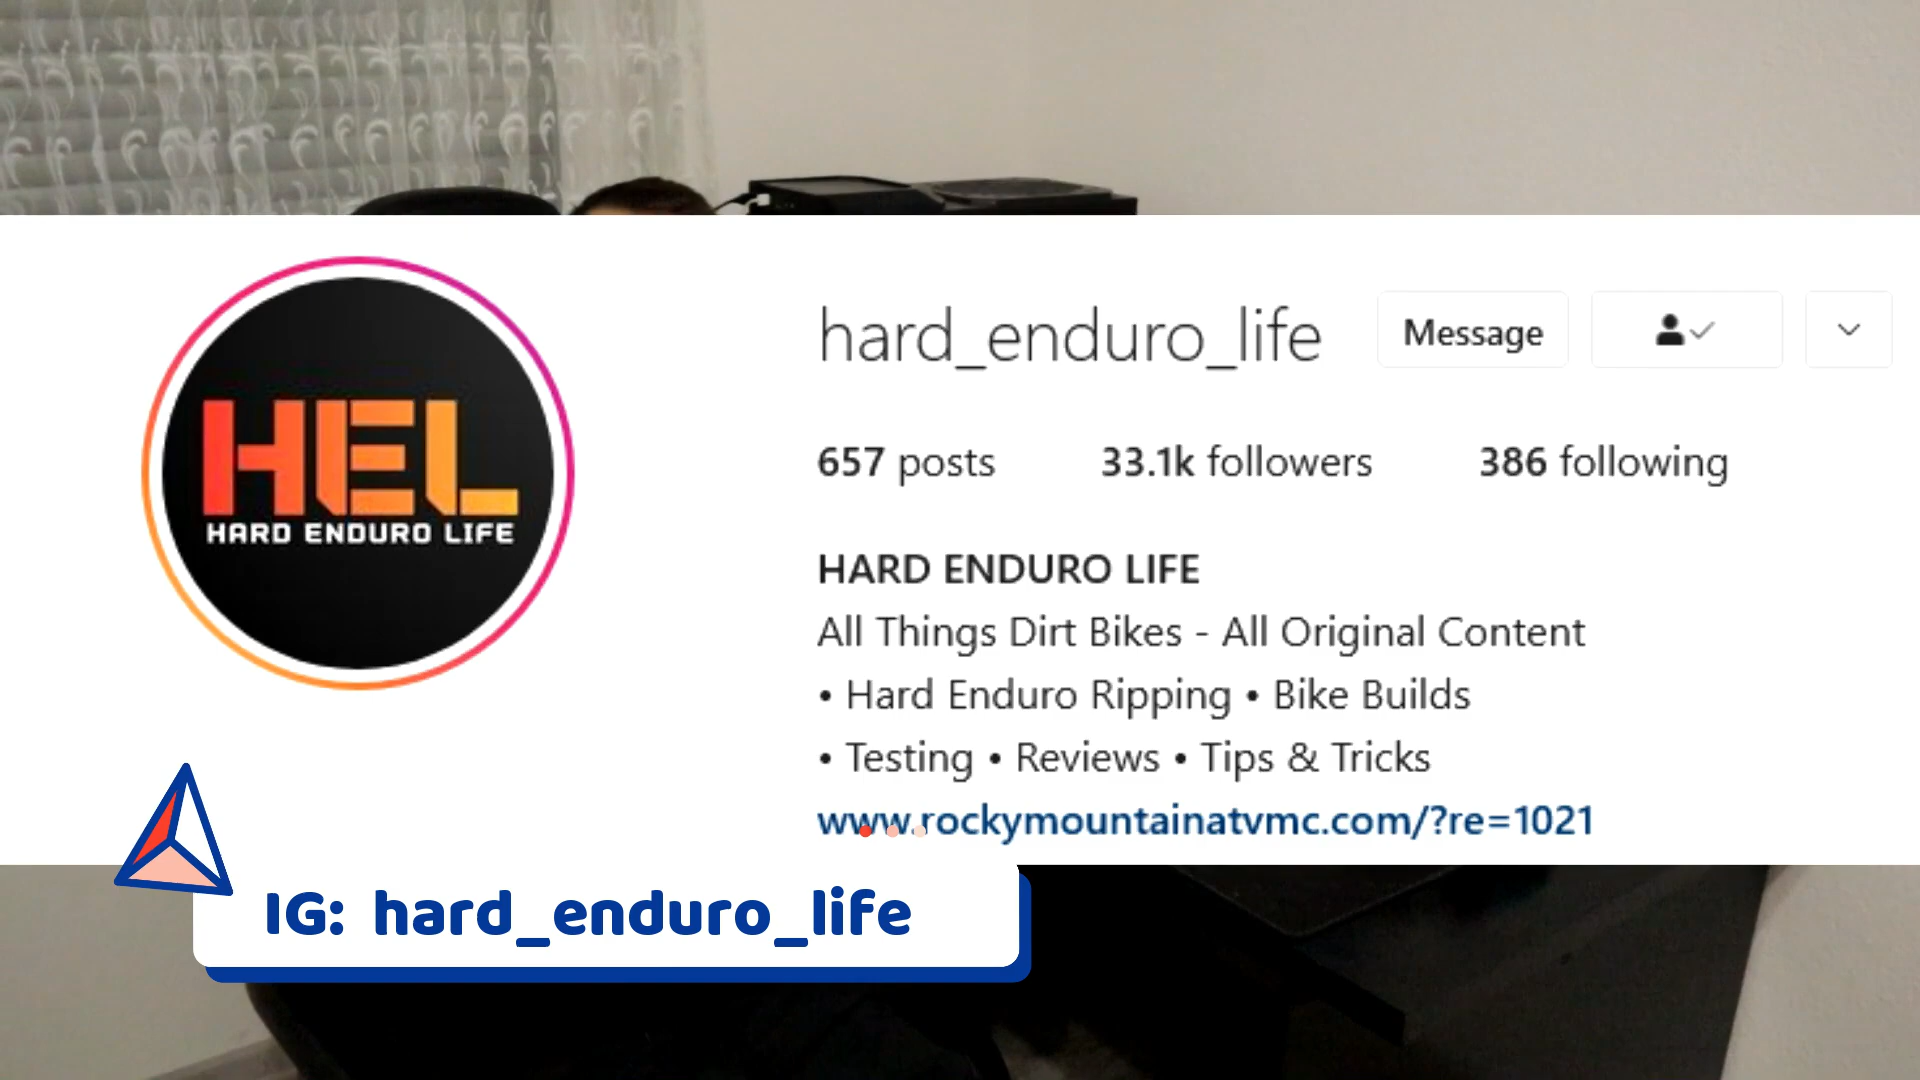 HEL
HARD ENDURO LIFE
hard_enduro_life Message
657 posts 33.1k followers 386 following
HARD ENDURO LIFE
All Things Dirt Bikes - All Original Content
• Hard Enduro Ripping • Bike Builds
• Testing • Reviews • Tips & Tricks
www.rockymountainatvmc.com/?re=1021
IG: hard_enduro_life